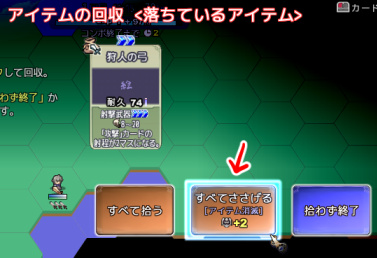 アイテムの回収 <落ちているアイテム>
カード
コンボ終了まで 2
狩人の弓
して回収。
わず終了」か
す。
耐久 74
射撃武器
8~20
「攻撃」カードの
射程が2マスになる。
すべて拾う
すべてささげる
[アイテム消滅]
+2
拾わず終了